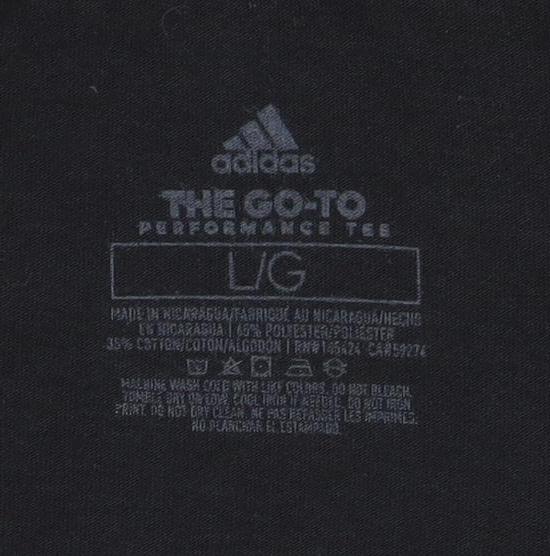 adidas
THE GO-TO
PERFORMANCE TEE
L/G
MADE IN NICARAGUA/FABRIQUÉ AU NICARAGUA/HECHO
EN NICARAGUA | 65% POLYESTER/POLIÉSTER
35% COTTON/COTON/ALGODÓN | RN# CA#59274
MACHINE WASH COLD WITH LIKE COLORS. DO NOT BLEACH.
TUMBLE DRY ON LOW. COOL IRON IF NEEDED. DO NOT IRON
PRINT. DO NOT DRY CLEAN. NE PAS REPASSER LES IMPRIMÉS.
NO PLANCHAR EL ESTAMPADO.